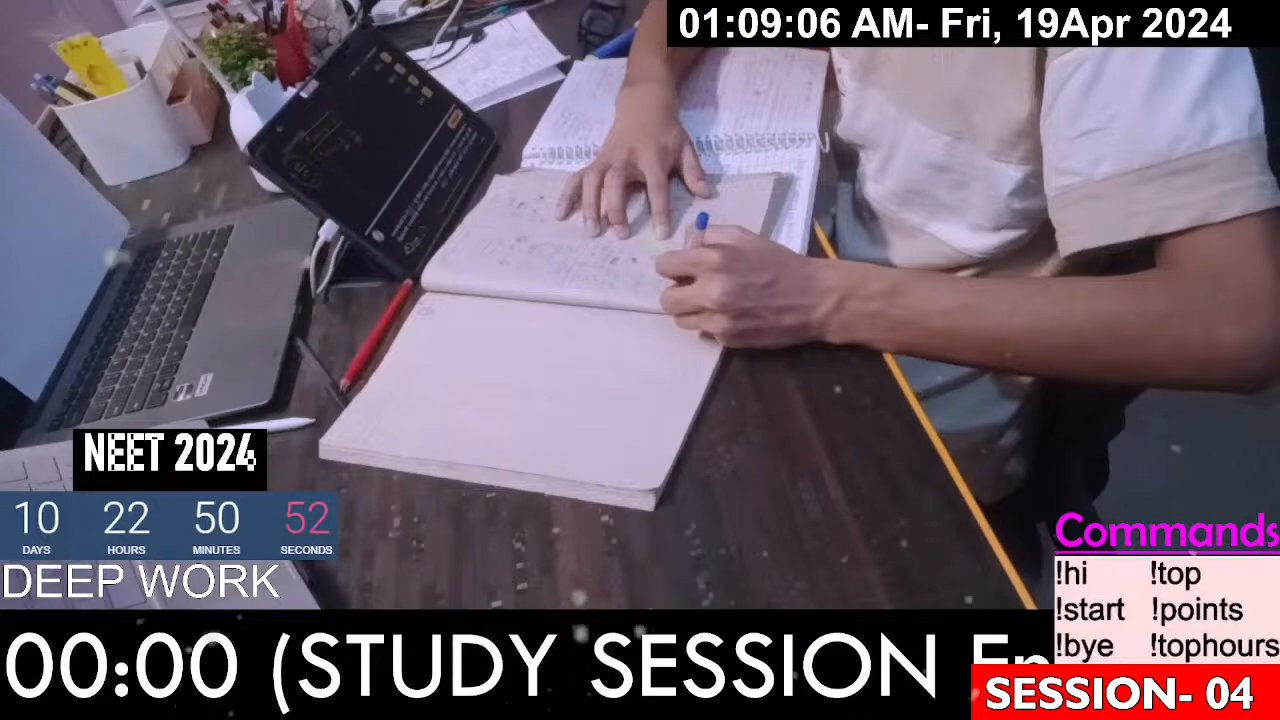 01:09:06 AM- Fri, 19Apr 2024
NEET 2024
10 22 50 52
DAYS HOURS MINUTES SECONDS
DEEP WORK
00:00 (STUDY SESSION En
Commands
!hi !top
!start !points
!bye !tophours
SESSION- 04